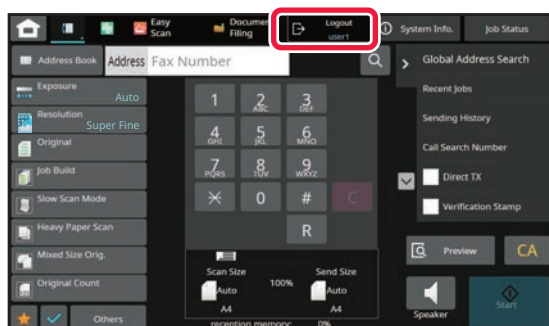 Easy
Scan
Documen
Filing
Logout
user1
System Info.
Job Status
Address Book
Address
Fax Number
Global Address Search
Exposure
Auto
Resolution
Super Fine
Original
Job Build
Slow Scan Mode
Heavy Paper Scan
Mixed Size Orig.
Original Count
Others
1
2
ABC
3
DEF
4
GHI
5
JKL
6
MNO
7
PQRS
8
TUV
9
WXYZ
0
#
C
R
Scan Size
Send Size
Auto
100%
Auto
A4
A4
reception memory: 0%
Recent Jobs
Sending History
Call Search Number
Direct TX
Verification Stamp
Preview
CA
Speaker
Start